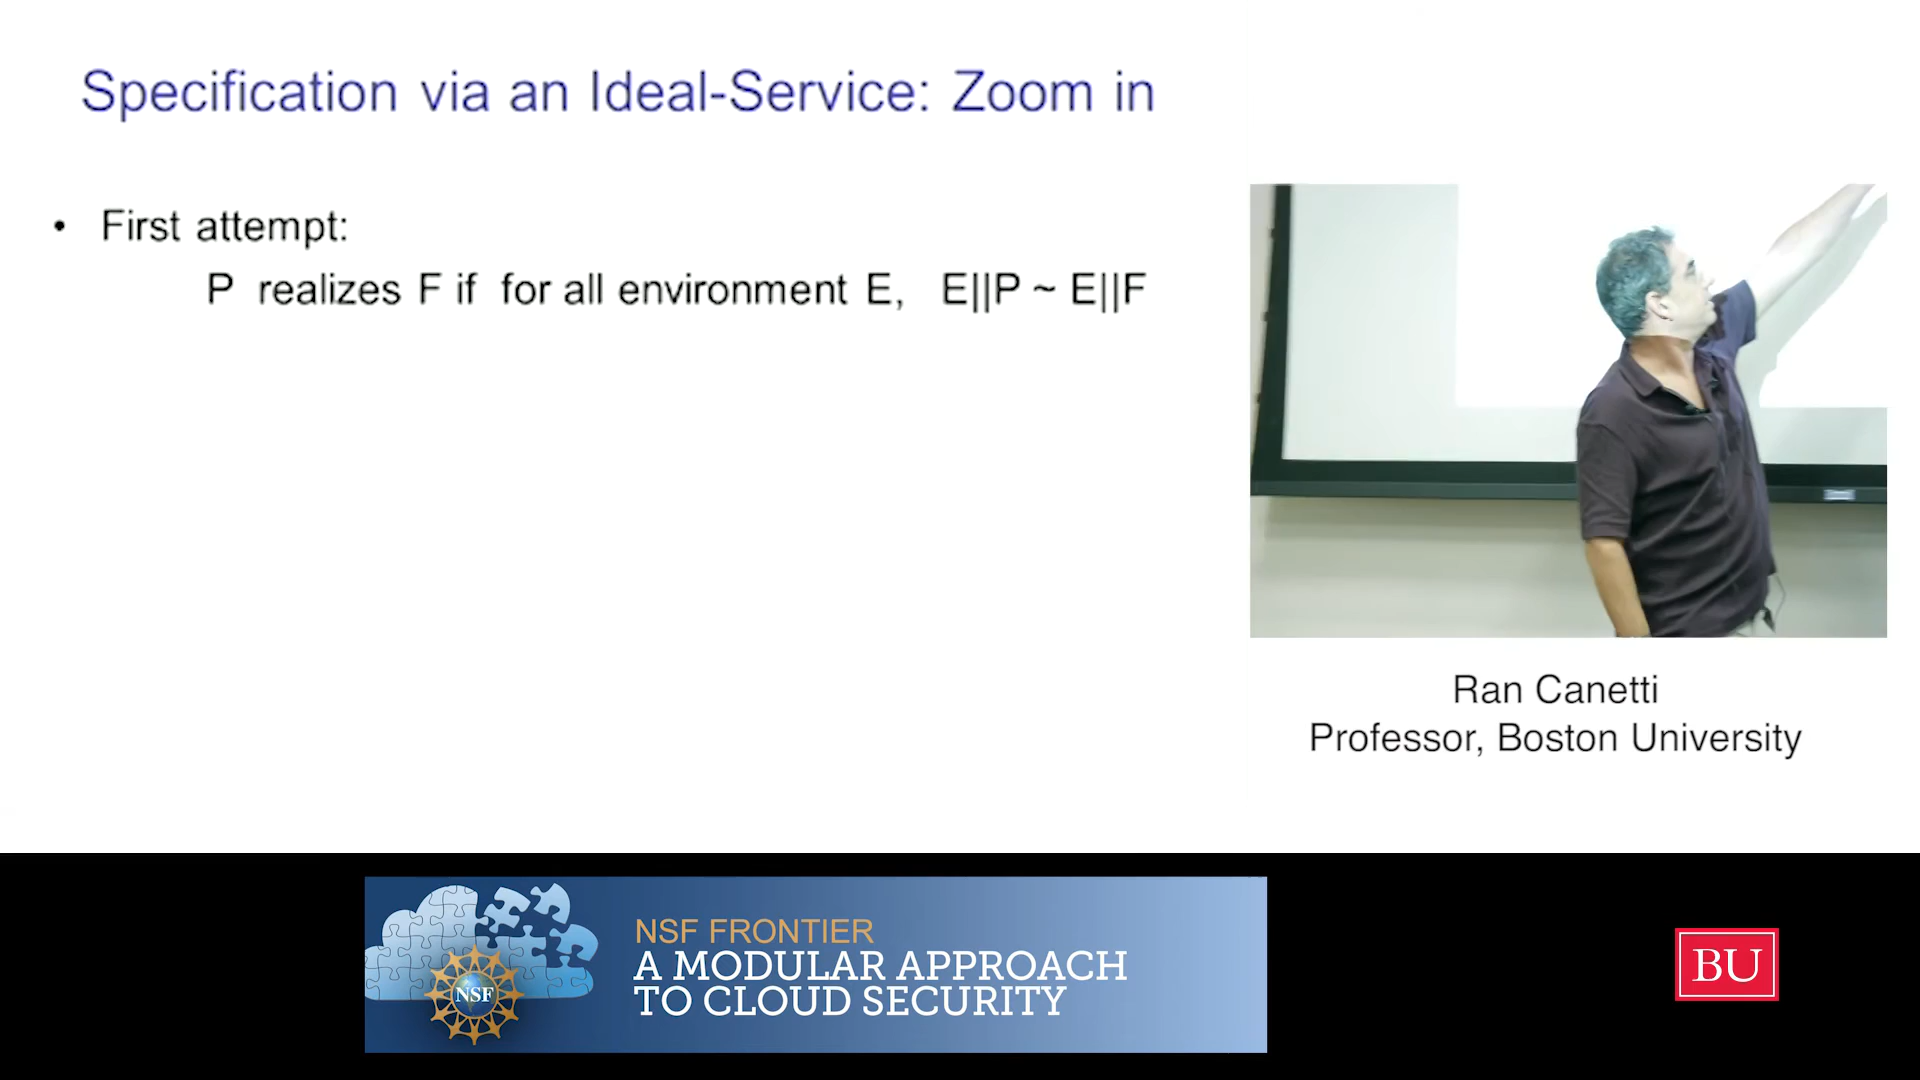 Specification via an Ideal-Service: Zoom in
• First attempt:
P realizes F if for all environment E, E||P ~ E||F
Ran Canetti
Professor, Boston University
NSF FRONTIER
A MODULAR APPROACH
TO CLOUD SECURITY
NSF
BU